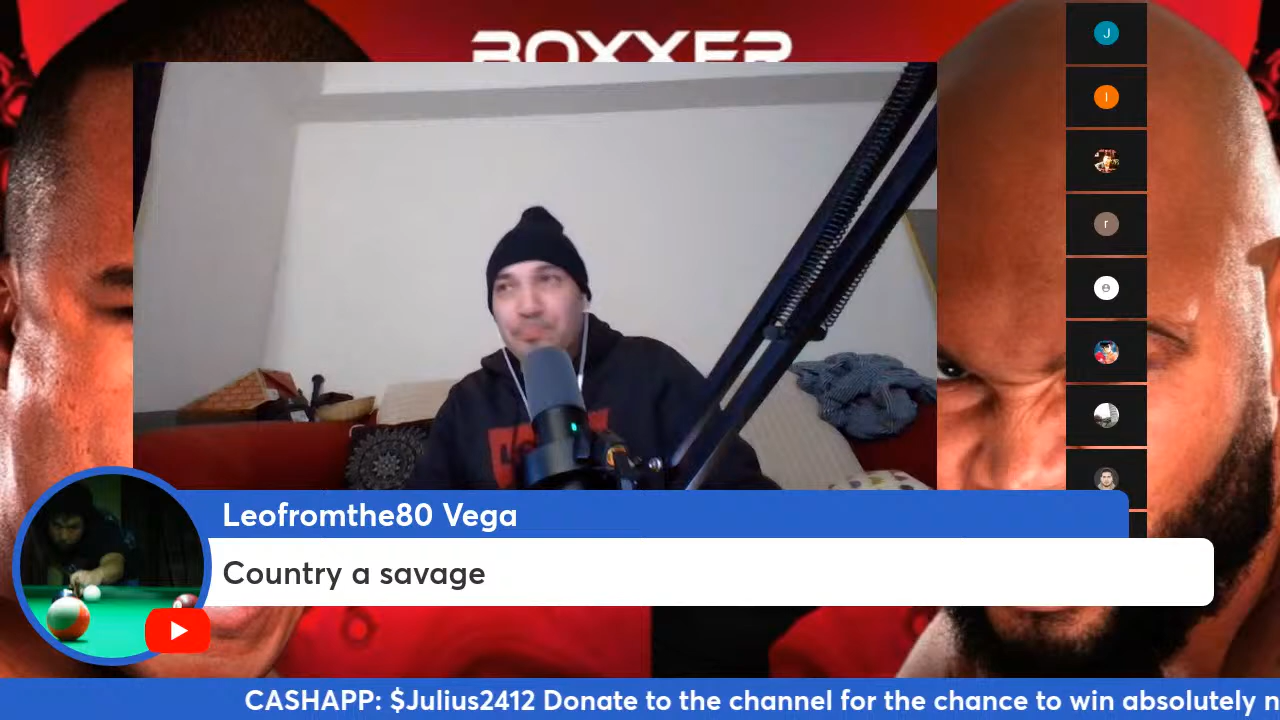 BOXXER
J
I
r
Leofromthe80 Vega
Country a savage
CASHAPP: $Julius2412 Donate to the channel for the chance to win absolutely n